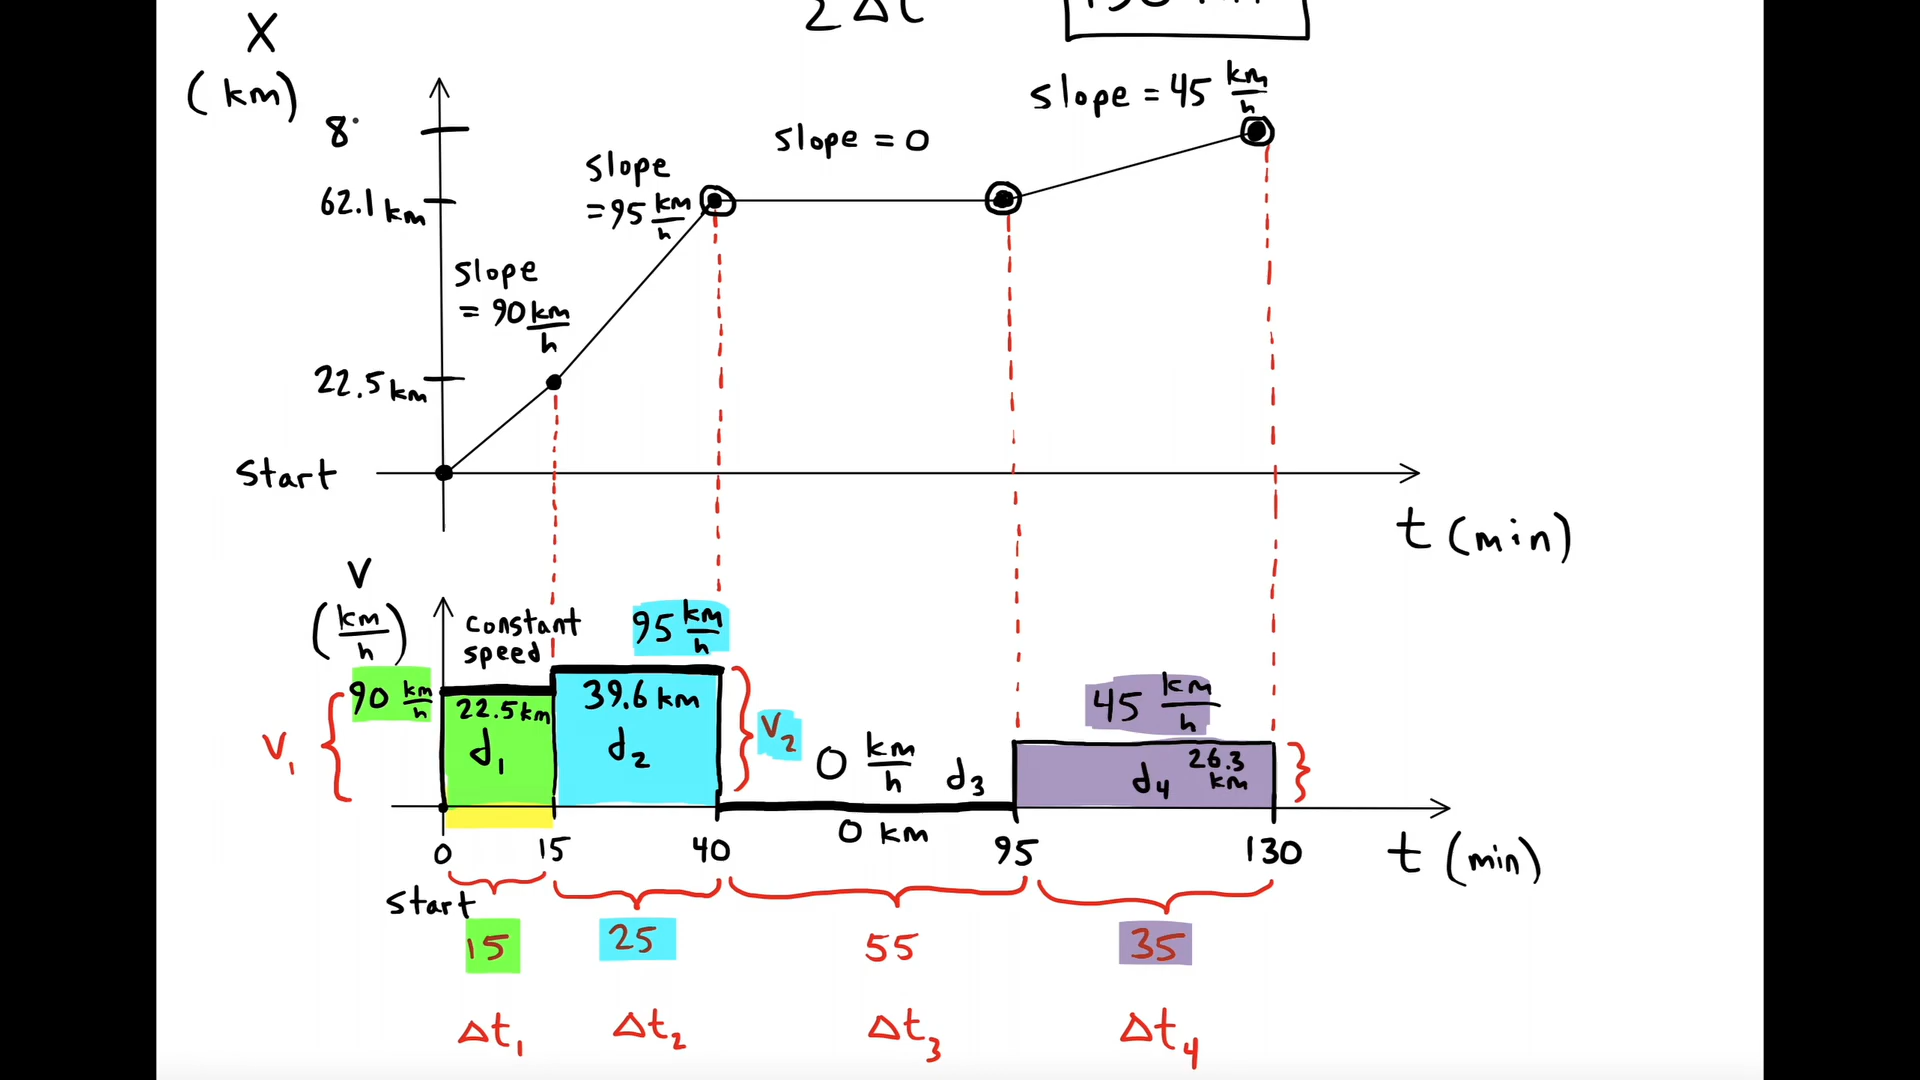 2 Δt
X
(km)
8
slope = 45 km/h
slope = 0
slope
= 95 km/h
62.1 km
slope
= 90 km/h
22.5 km
start
t (min)
V
(km/h)
constant
speed
95 km/h
90 km/h
22.5 km
39.6 km
45 km/h
V₁
d₁
d₂
V₂
0 km/h
d₃
d₄
26.3
km
0 km
0
15
40
95
130
t (min)
start
15
25
55
35
Δt₁
Δt₂
Δt₃
Δt₄